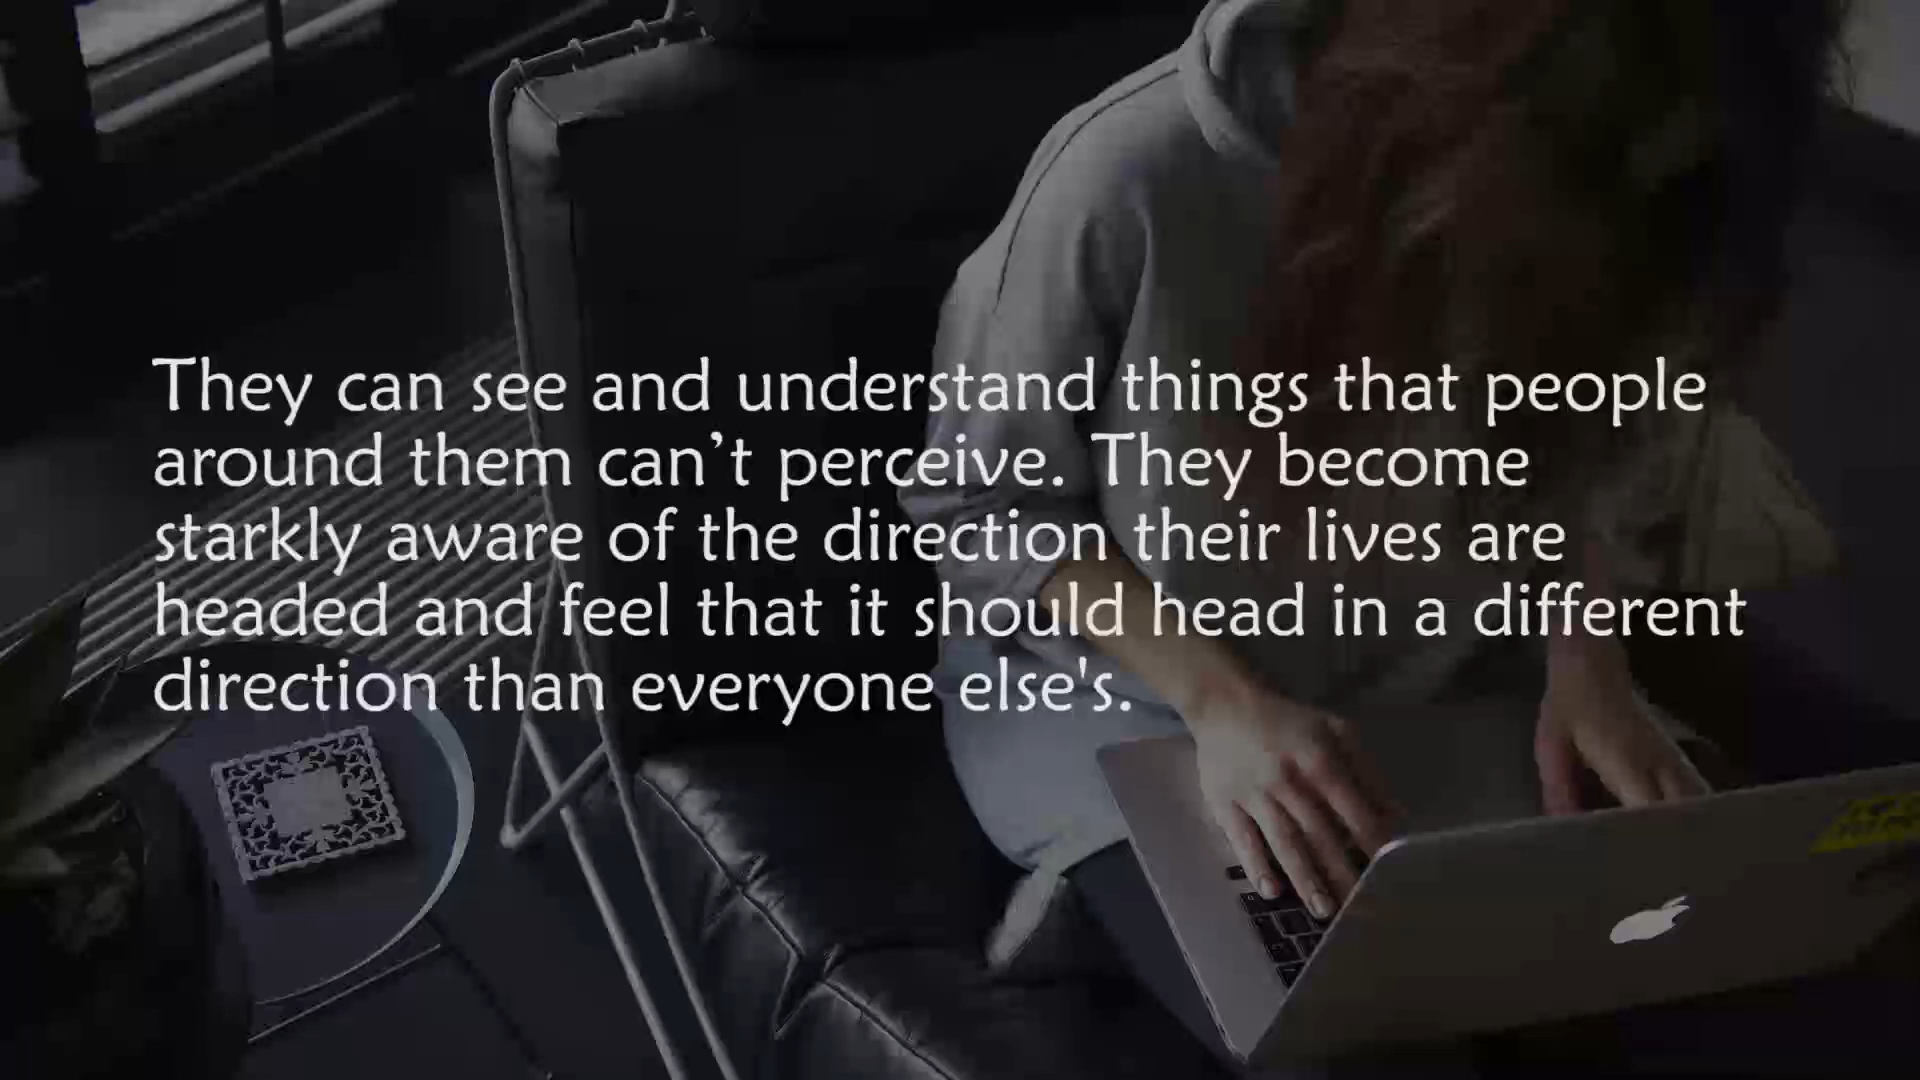 They can see and understand things that people
around them can’t perceive. They become
starkly aware of the direction their lives are
headed and feel that it should head in a different
direction than everyone else's.